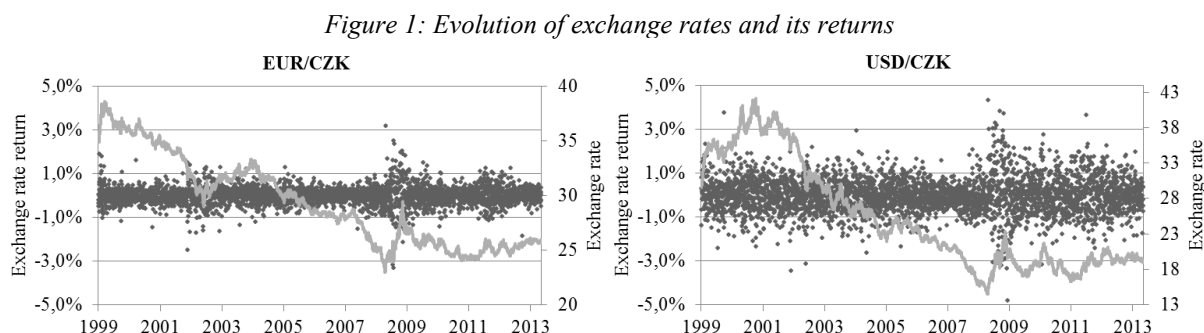 Figure 1: Evolution of exchange rates and its returns
EUR/CZK
Exchange rate return
5,0%
3,0%
1,0%
-1,0%
-3,0%
-5,0%
40
35
30
25
20
Exchange rate
1999 2001 2003 2005 2007 2009 2011 2013
USD/CZK
Exchange rate return
5,0%
3,0%
1,0%
-1,0%
-3,0%
-5,0%
43
38
33
28
23
18
13
Exchange rate
1999 2001 2003 2005 2007 2009 2011 2013